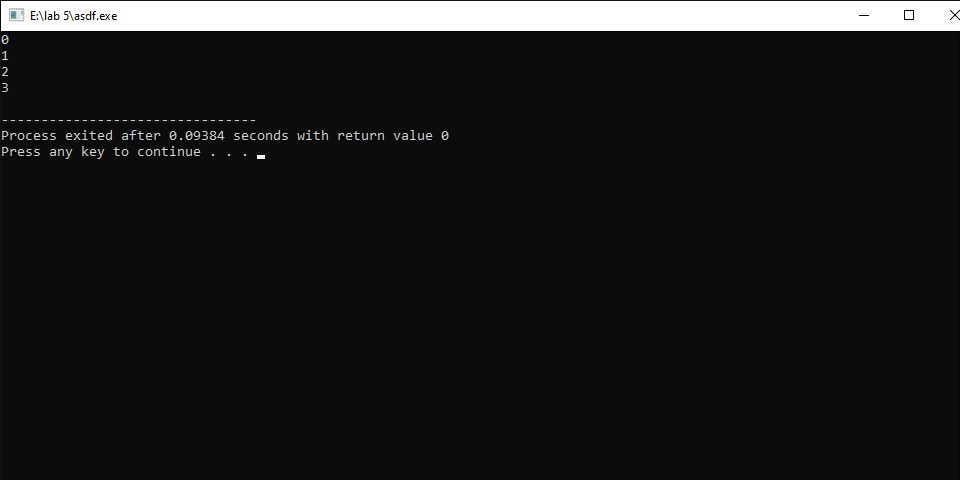 E:\lab 5\asdf.exe
0
1
2
3
--------------------------------
Process exited after 0.09384 seconds with return value 0
Press any key to continue . . .